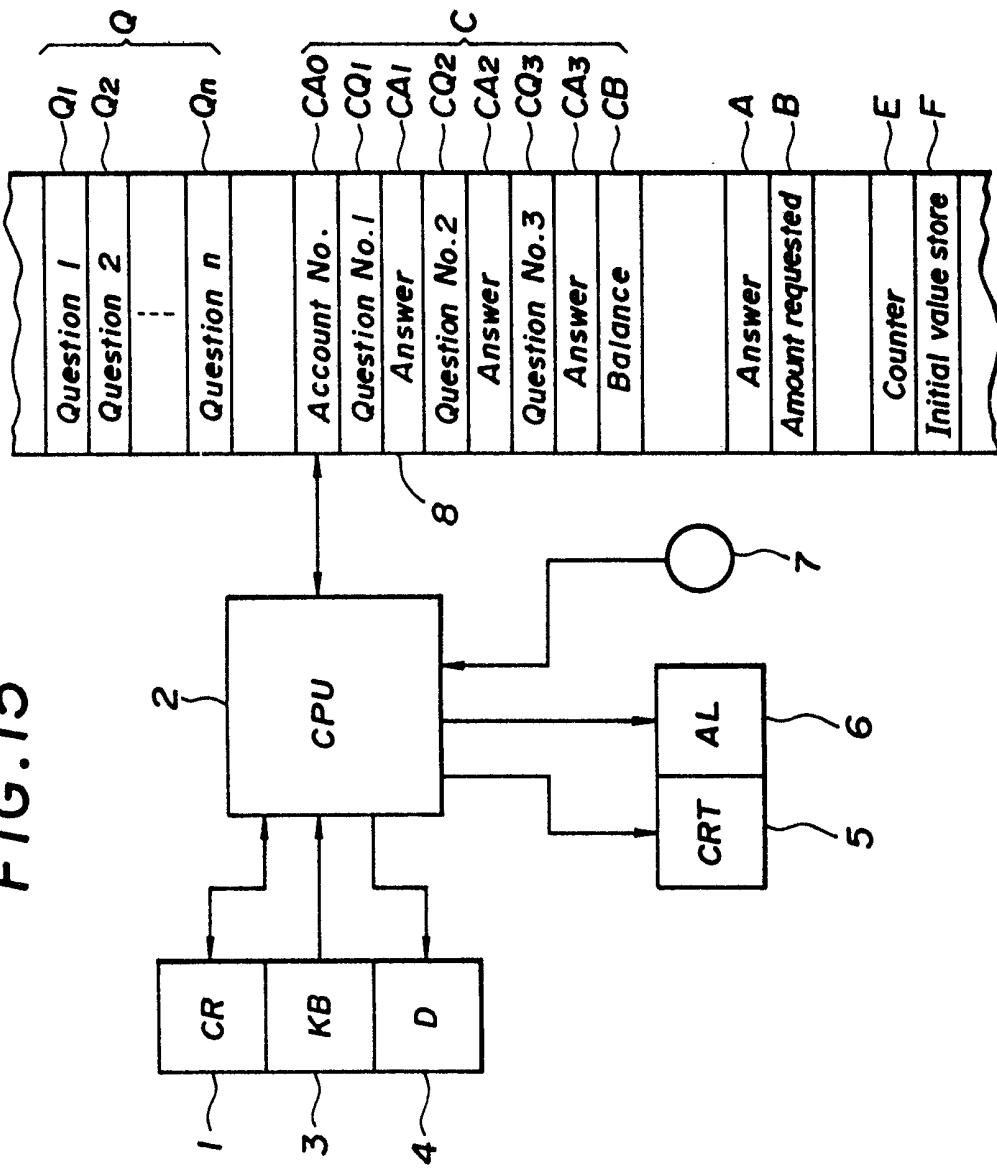 1
CR
3
KB
4
D
2
CPU
5
CRT
6
AL
7
8
Question 1
Q1
Question 2
Q2
Question n
Qn
Q
Account No.
CA0
Question No.1
CQ1
Answer
CA1
Question No.2
CQ2
Answer
CA2
Question No.3
CQ3
Answer
CA3
Balance
CB
C
Answer
A
Amount requested
B
Counter
E
Initial value store
F